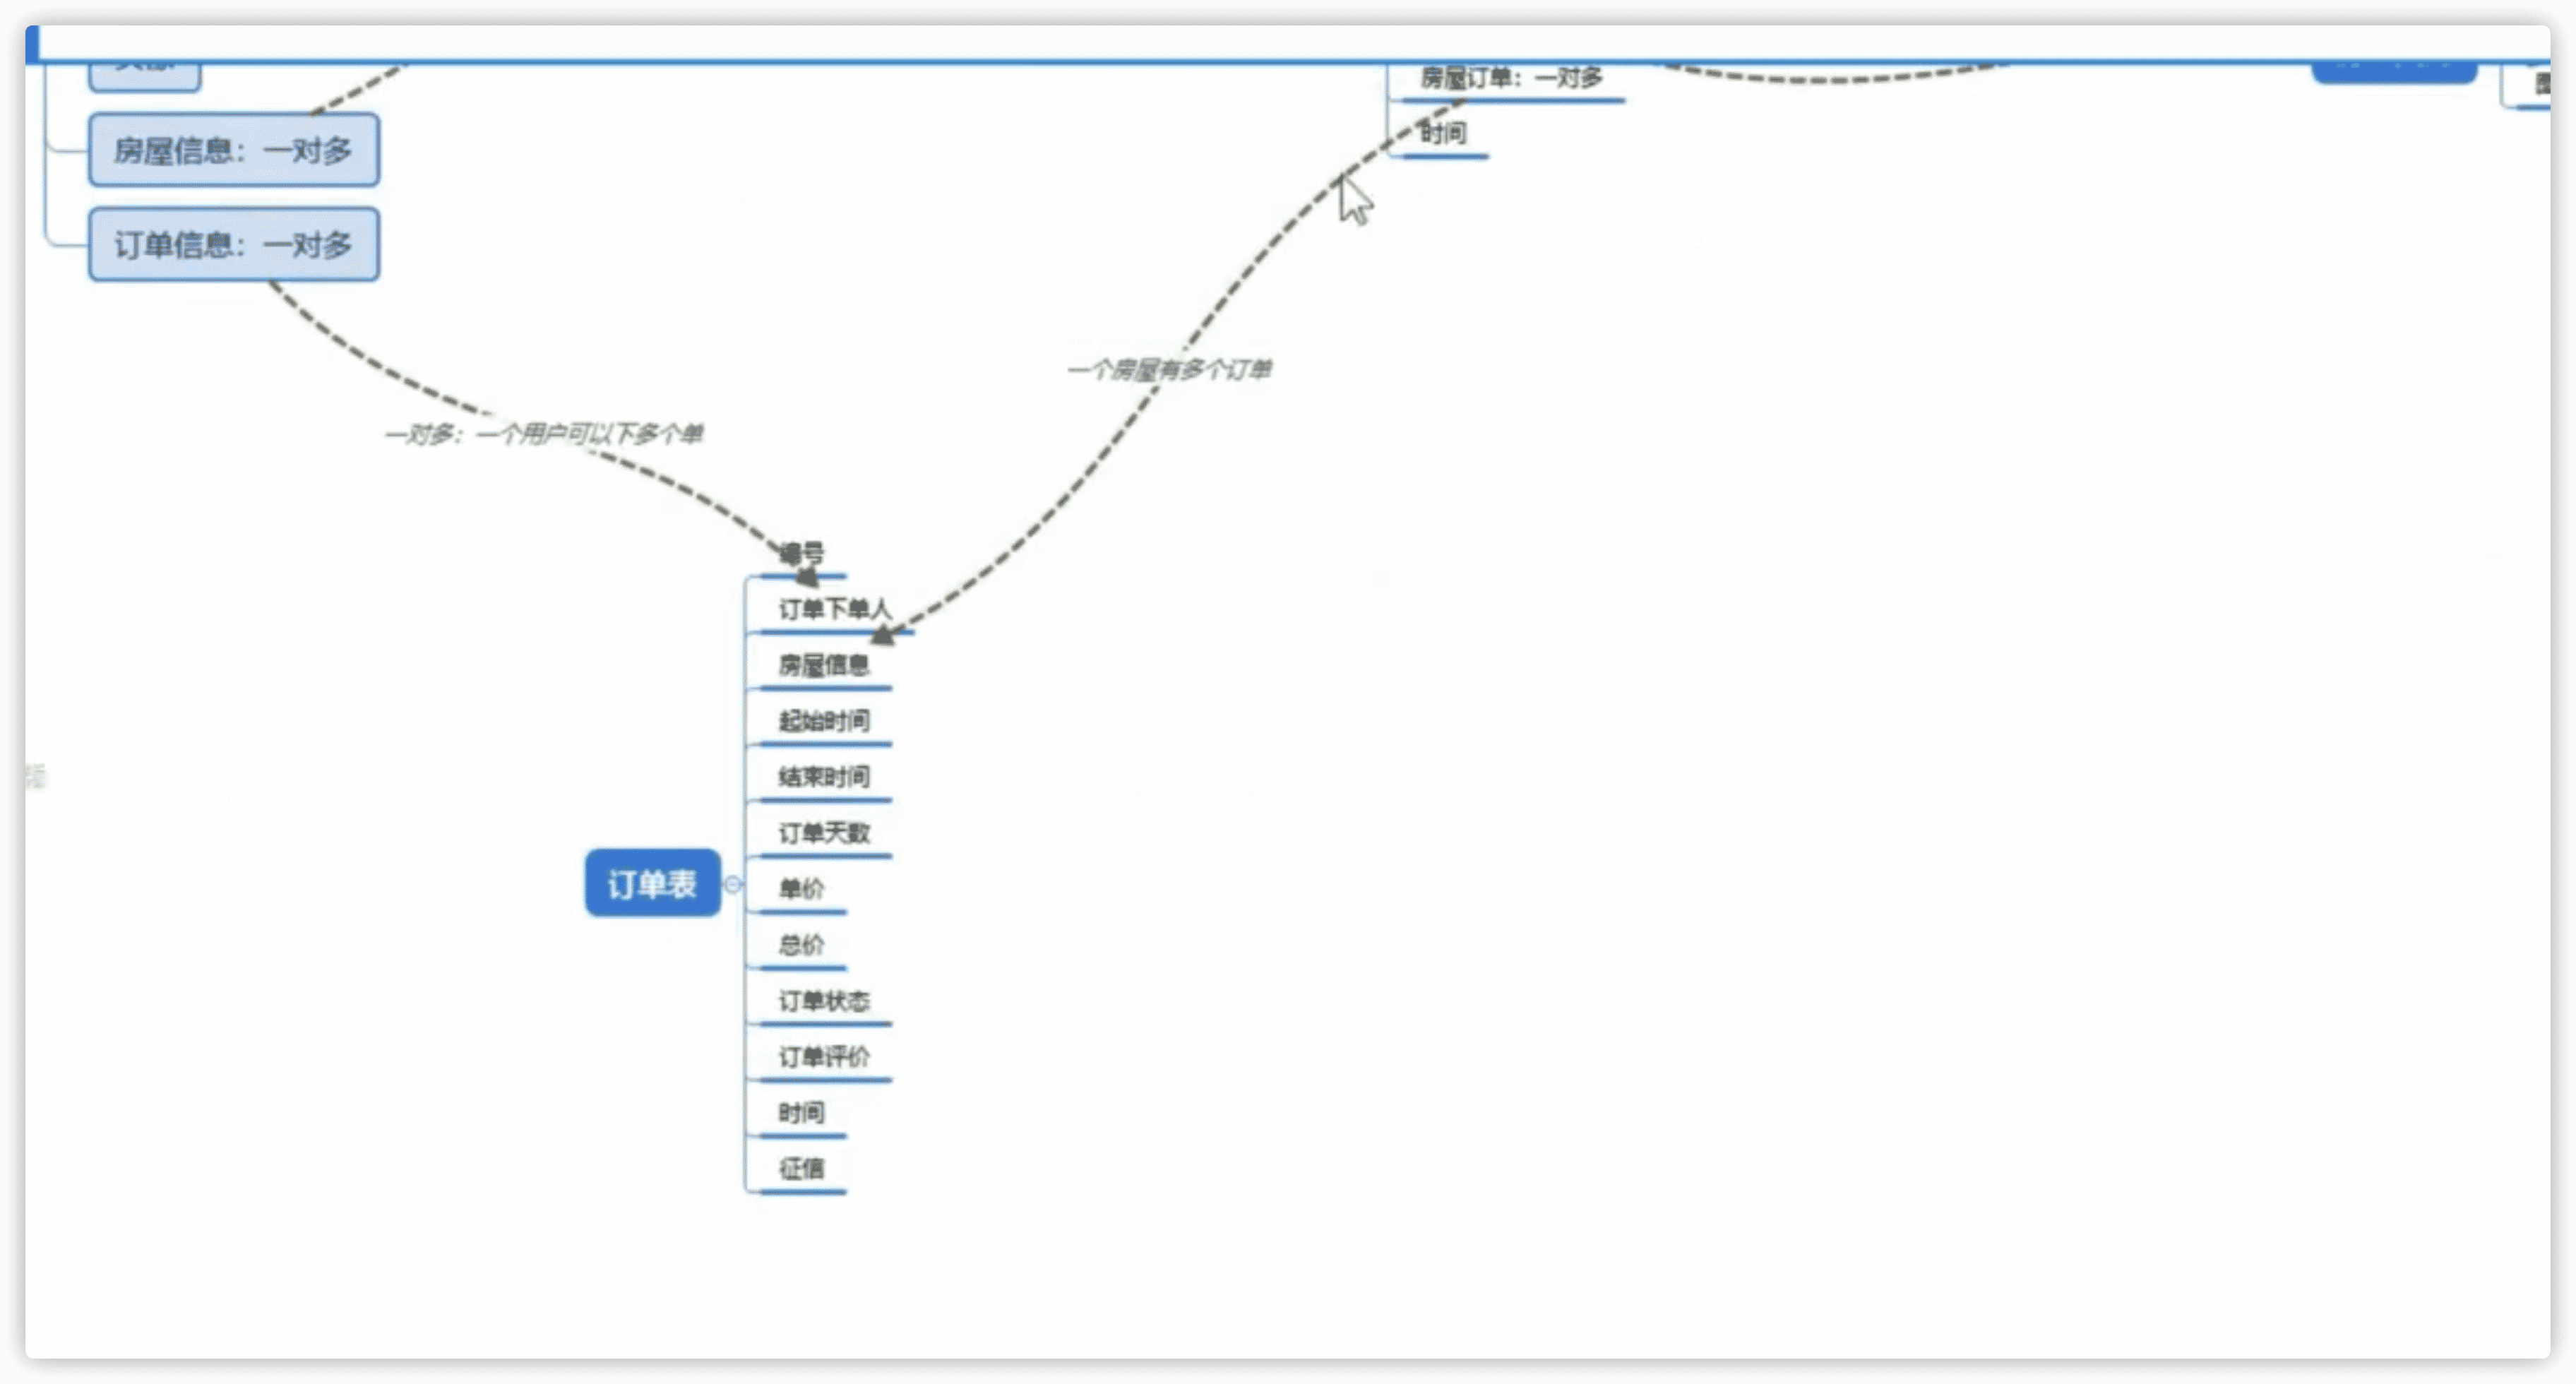 房屋信息：一对多
订单信息：一对多
房屋订单：一对多
时间
一个房屋有多个订单
一对多：一个用户可以下多个单
订单表
编号
订单下单人
房屋信息
起始时间
结束时间
订单天数
单价
总价
订单状态
订单评价
时间
征信